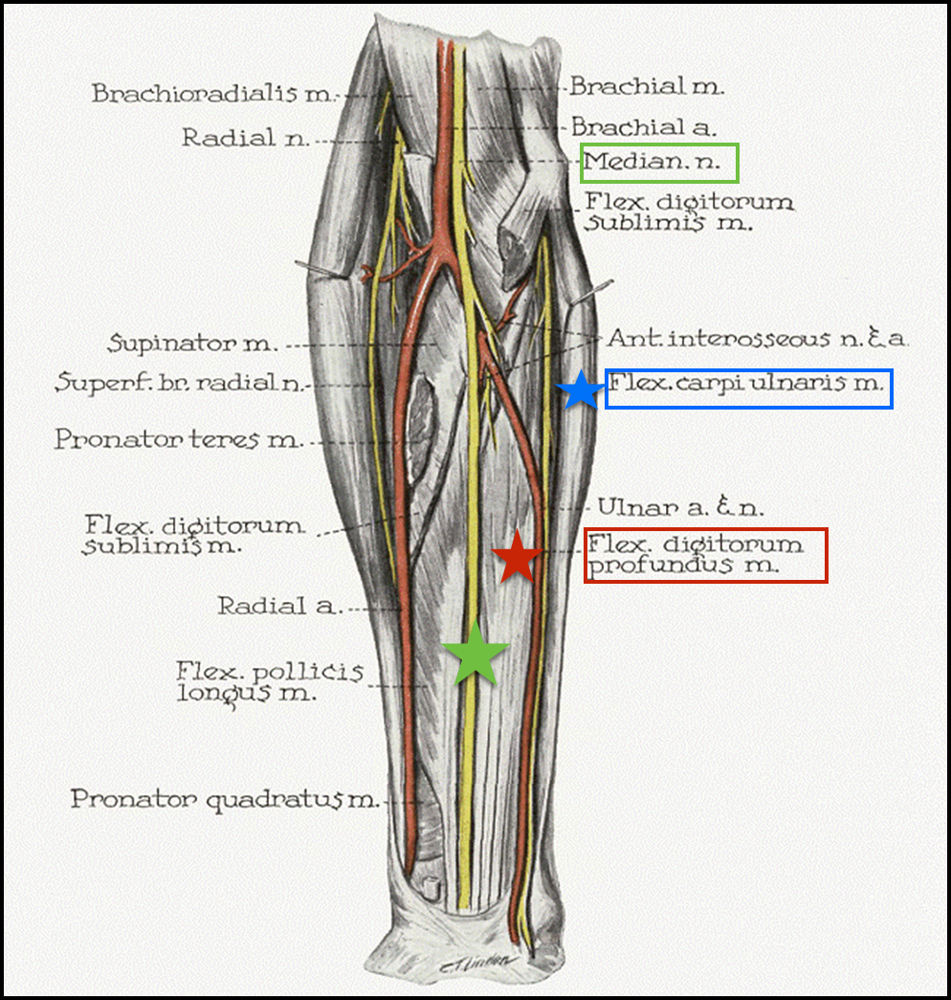 Brachioradialis m.
Radial n.
Supinator m.
Superf. br. radial n.
Pronator teres m.
Flex. digitorum
sublimis m.
Radial a.
Flex. pollicis
longus m.
Pronator quadratus m.
Brachial m.
Brachial a.
Median. n.
Flex. digitorum
sublimis m.
Ant. interosseous n. & a.
Flex. carpi ulnaris m.
Ulnar a. & n.
Flex. digitorum
profundus m.